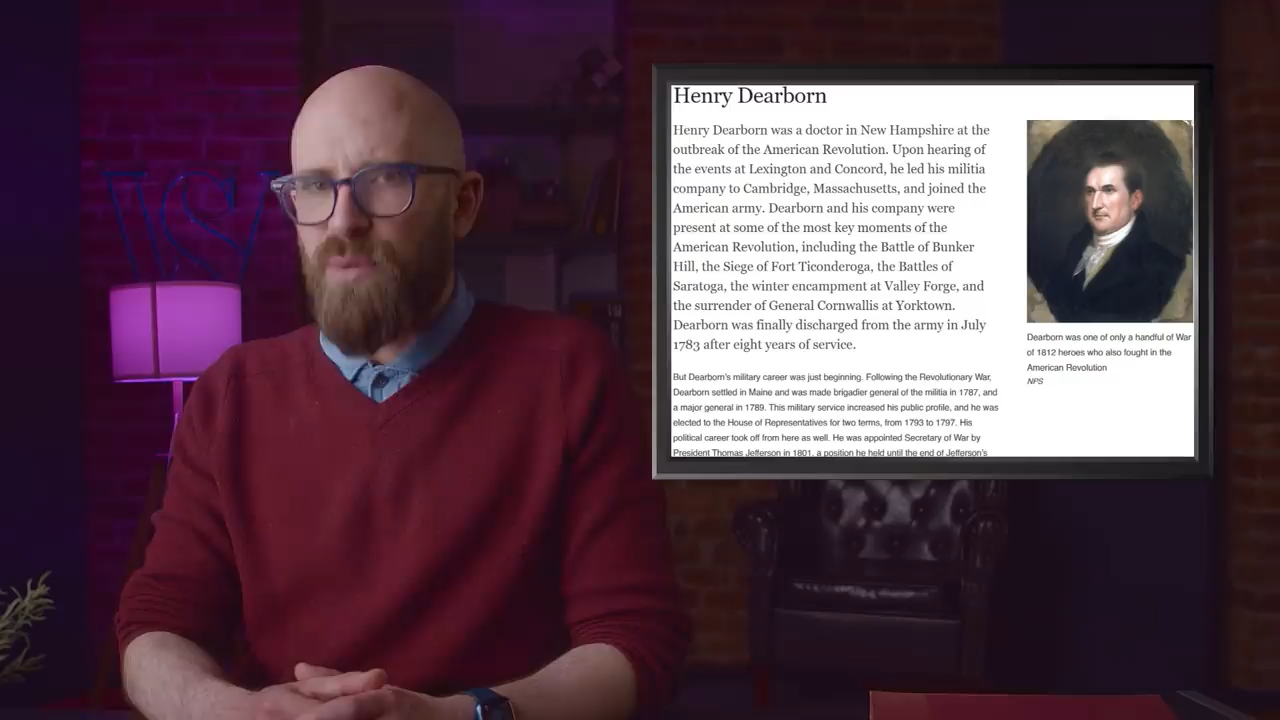 Henry Dearborn
Henry Dearborn was a doctor in New Hampshire at the
outbreak of the American Revolution. Upon hearing of
the events at Lexington and Concord, he led his militia
company to Cambridge, Massachusetts, and joined the
American army. Dearborn and his company were
present at some of the most key moments of the
American Revolution, including the Battle of Bunker
Hill, the Siege of Fort Ticonderoga, the Battles of
Saratoga, the winter encampment at Valley Forge, and
the surrender of General Cornwallis at Yorktown.
Dearborn was finally discharged from the army in July
1783 after eight years of service.
But Dearborn's military career was just beginning. Following the Revolutionary War,
Dearborn settled in Maine and was made brigadier general of the militia in 1787, and
a major general in 1789. This military service increased his public profile, and he was
elected to the House of Representatives for two terms, from 1793 to 1797. His
political career took off from here as well. He was appointed Secretary of War by
President Thomas Jefferson in 1801, a position he held until the end of Jefferson's
Dearborn was one of only a handful of War
of 1812 heroes who also fought in the
American Revolution
NPS